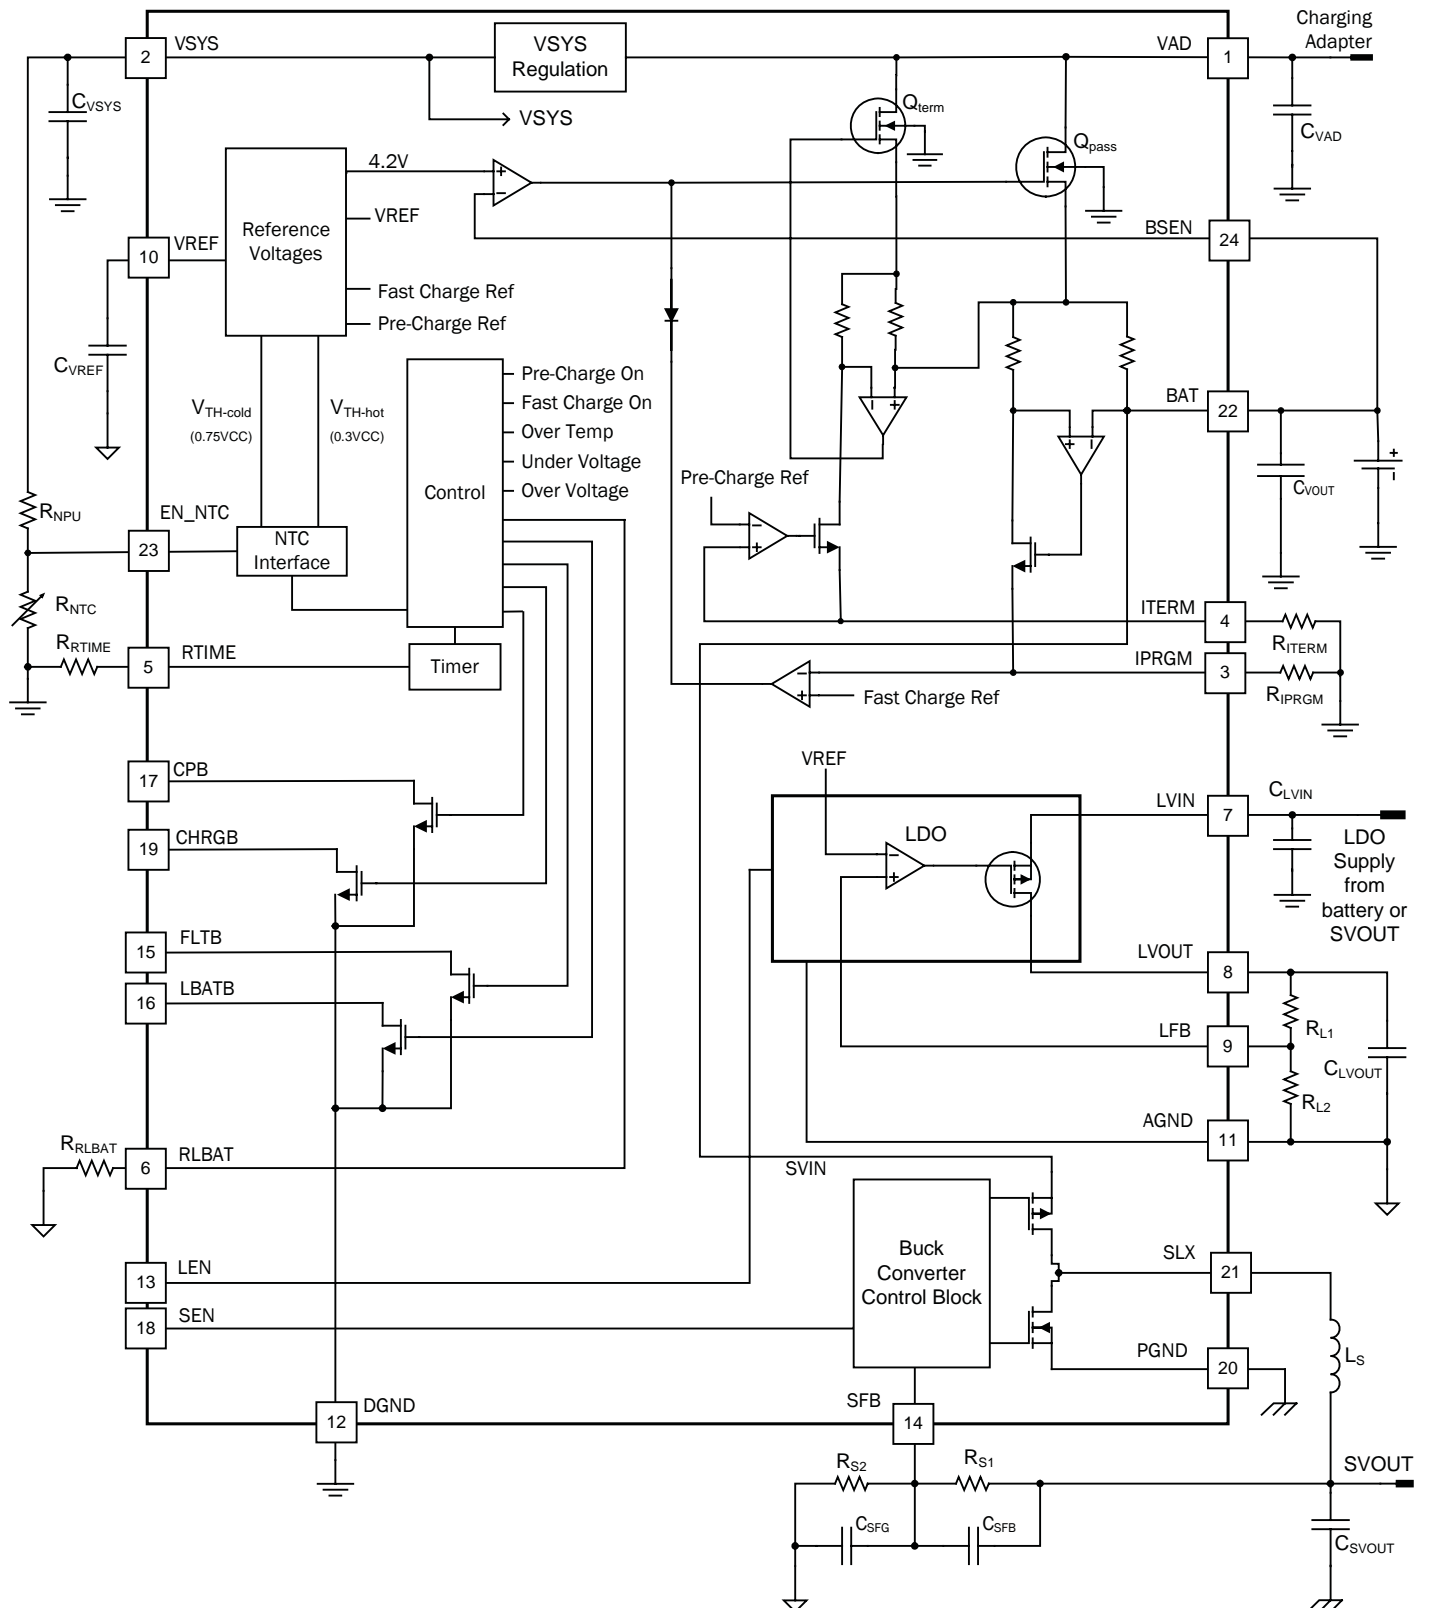 Charging
Adapter
2
VSYS
VSYS
Regulation
VAD
1
CVSYS
VSYS
Qterm
CVAD
Qpass
4.2V
+
−
Reference
Voltages
VREF
10
VREF
BSEN
24
Fast Charge Ref
Pre-Charge Ref
CVREF
Pre-Charge On
VTH-cold
(0.75VCC)
VTH-hot
(0.3VCC)
Fast Charge On
Over Temp
Under Voltage
Over Voltage
Control
−
+
BAT
22
+
−
+
−
CVOUT
Pre-Charge Ref
RNPU
EN_NTC
23
NTC
Interface
−
+
RNTC
ITERM
4
RITERM
RRTIME
5
RTIME
Timer
IPRGM
3
RIPRGM
−
+
Fast Charge Ref
VREF
17
CPB
LVIN
7
CLVIN
LDO
Supply
from
battery or
SVOUT
19
CHRGB
LDO
−
+
15
FLTB
LVOUT
8
16
LBATB
RL1
LFB
9
CLVOUT
RL2
AGND
11
RRLBAT
6
RLBAT
SVIN
13
LEN
Buck
Converter
Control Block
SLX
21
18
SEN
PGND
20
LS
DGND
12
SFB
14
RS2
RS1
SVOUT
CSFG
CSFB
CSVOUT